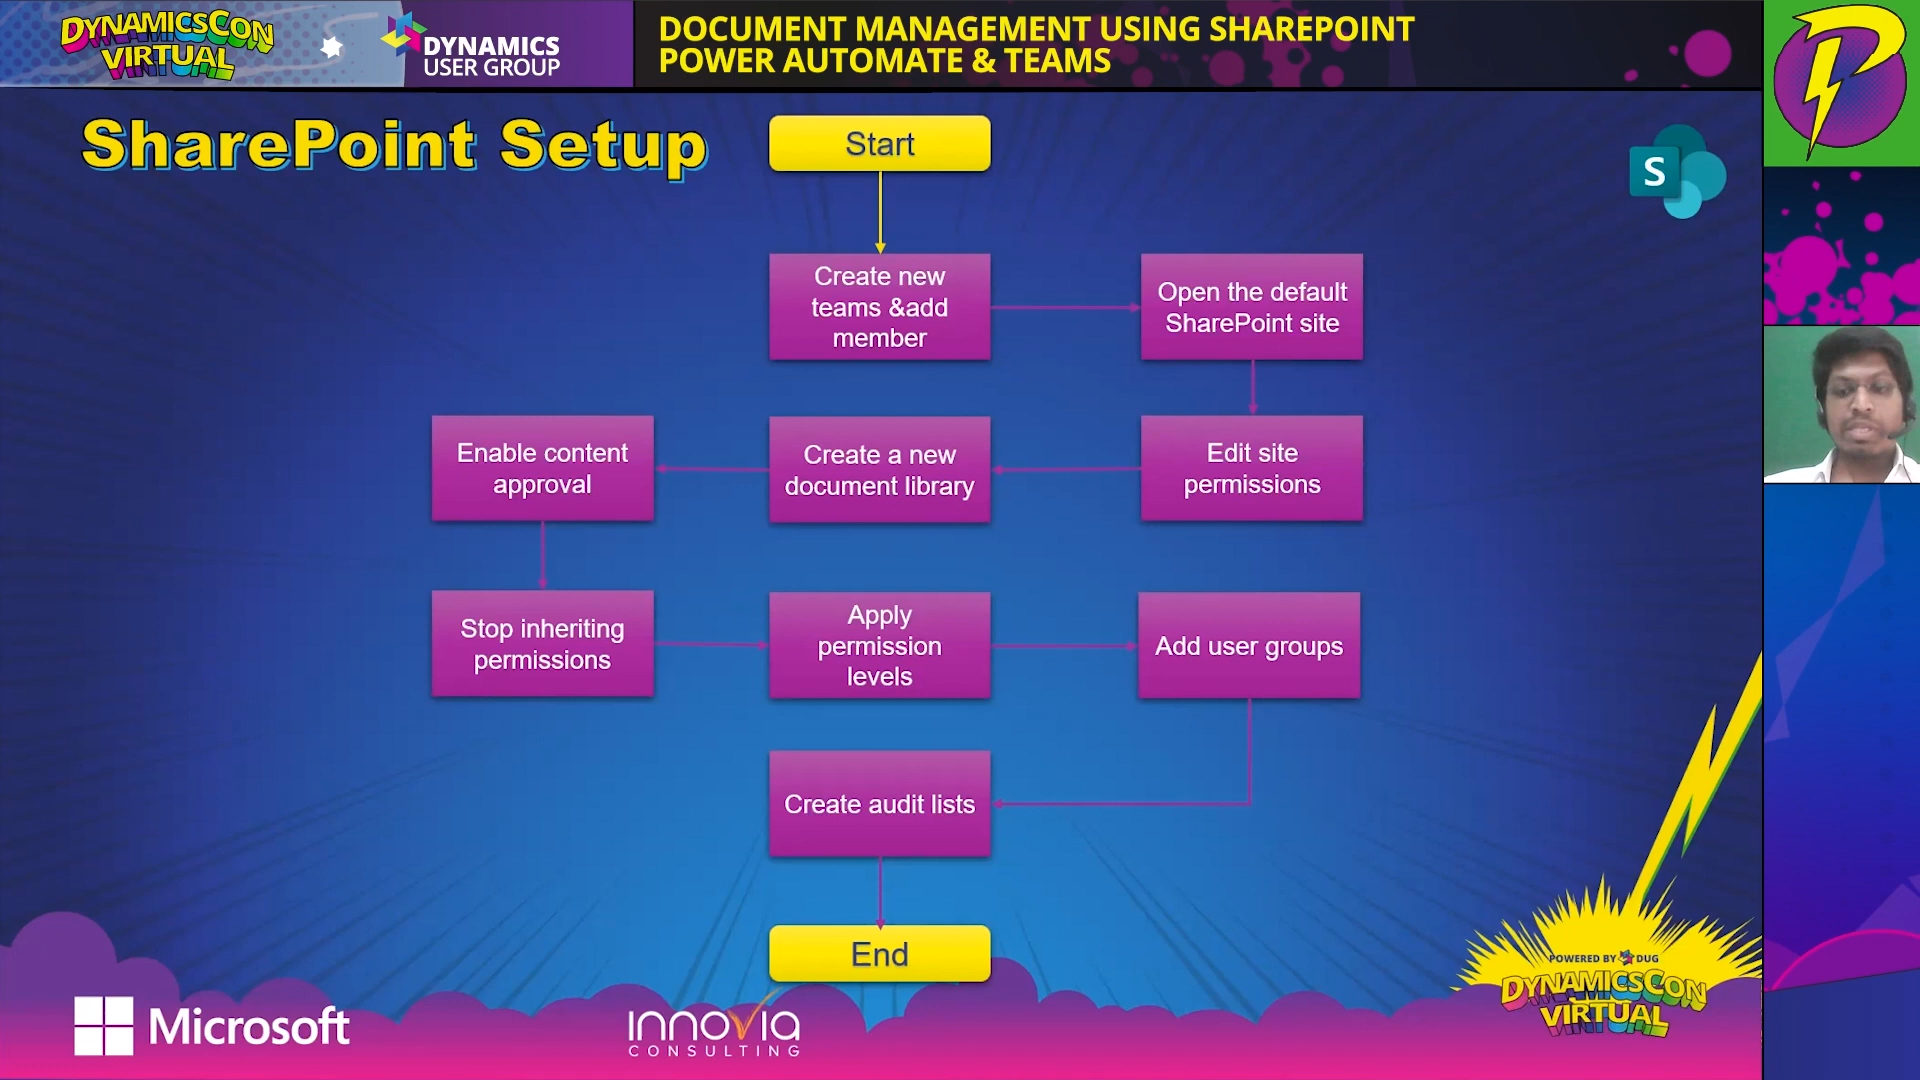 DYNAMICSCON
VIRTUAL
DYNAMICS
USER GROUP
DOCUMENT MANAGEMENT USING SHAREPOINT
POWER AUTOMATE & TEAMS
P
SharePoint Setup
Start
S
Create new
teams &add
member
Open the default
SharePoint site
Enable content
approval
Create a new
document library
Edit site
permissions
Stop inheriting
permissions
Apply
permission
levels
Add user groups
Create audit lists
End
POWERED BY DUG
DYNAMICSCON
VIRTUAL
Microsoft
INNOVIA
CONSULTING